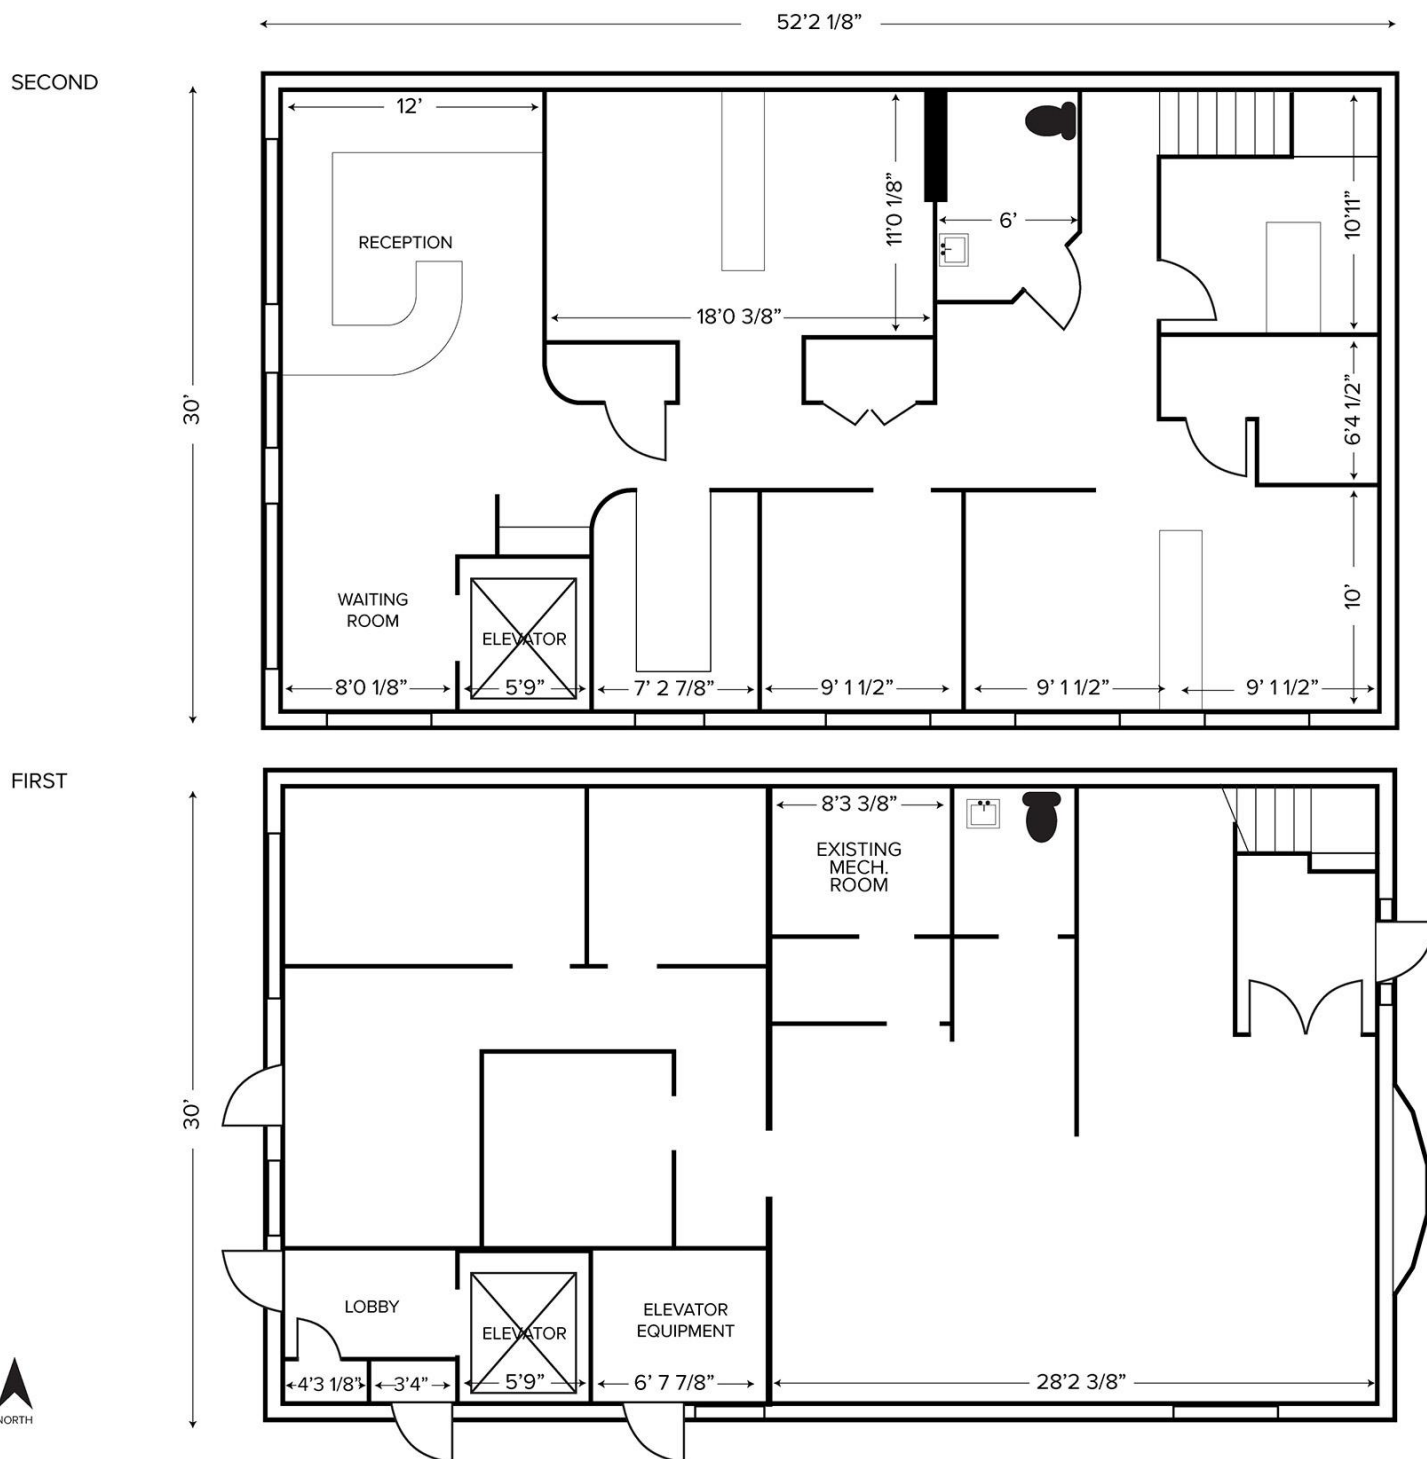 52'2 1/8”
SECOND
12'
RECEPTION
11'0 1/8”
6'
10'11”
18'0 3/8”
30'
6'4 1/2”
WAITING
ROOM
ELEVATOR
10'
8'0 1/8”
5'9”
7' 2 7/8”
9' 1 1/2”
9' 1 1/2”
9' 1 1/2”
FIRST
8'3 3/8”
EXISTING
MECH.
ROOM
30'
LOBBY
ELEVATOR
ELEVATOR
EQUIPMENT
4'3 1/8”
3'4”
5'9”
6' 7 7/8”
28'2 3/8”
NORTH